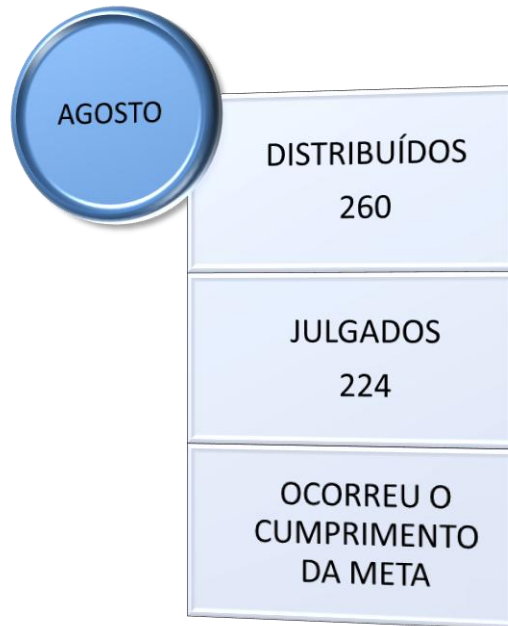 AGOSTO
DISTRIBUÍDOS
260
JULGADOS
224
OCORREU O
CUMPRIMENTO
DA META